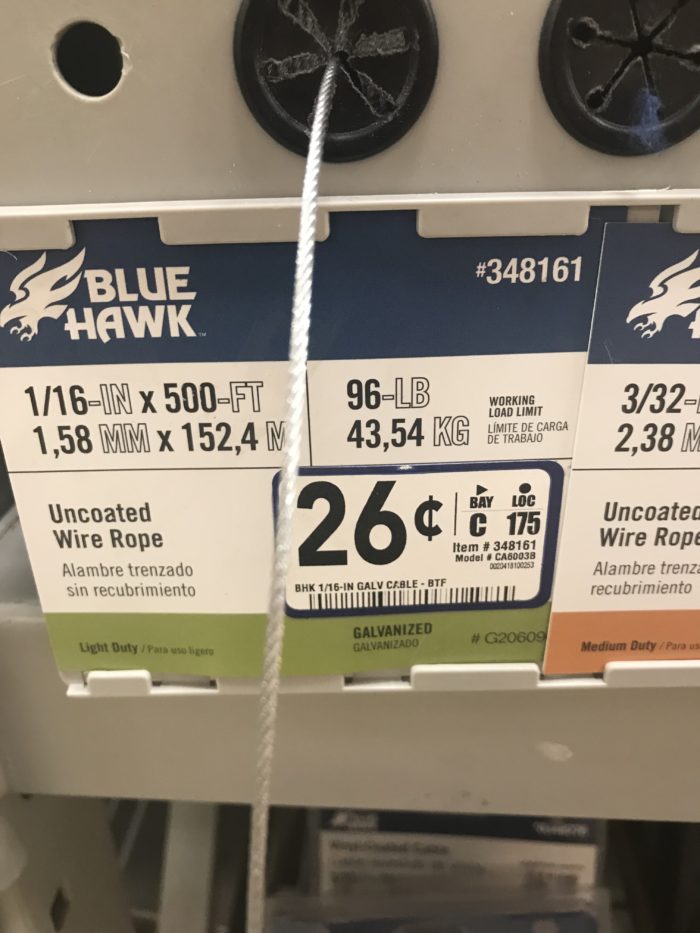 BLUE
HAWK
#348161
1/16-IN x 500-FT
1,58 MM x 152,4 M
96-LB
43,54 KG
WORKING
LOAD LIMIT
LÍMITE DE CARGA
DE TRABAJO
Uncoated
Wire Rope
Alambre trenzado
sin recubrimiento
26¢
BAY LOC
C 175
Item # 348161
Model # CA6003B
0020418100253
BHK 1/16-IN GALV CABLE - BTF
Light Duty / Para uso ligero
GALVANIZED
GALVANIZADO
# G20609
3/32-
2,38 M
Uncoated
Wire Rope
Alambre trenza
recubrimiento
Medium Duty / Para us